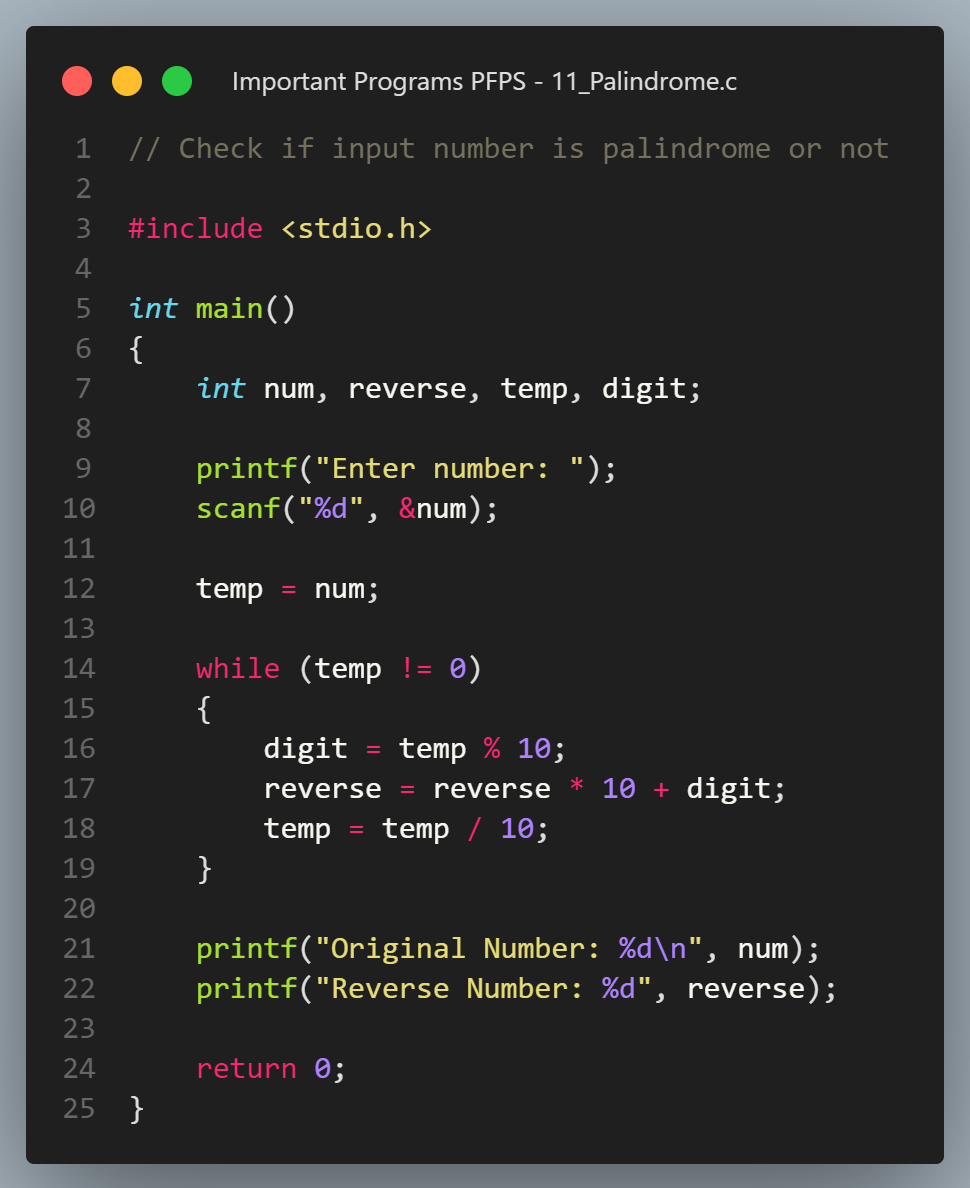 Important Programs PFPS - 11_Palindrome.c
1 // Check if input number is palindrome or not
2
3 #include <stdio.h>
4
5 int main()
6 {
7     int num, reverse, temp, digit;
8
9     printf("Enter number: ");
10     scanf("%d", &num);
11
12     temp = num;
13
14     while (temp != 0)
15     {
16         digit = temp % 10;
17         reverse = reverse * 10 + digit;
18         temp = temp / 10;
19     }
20
21     printf("Original Number: %d\n", num);
22     printf("Reverse Number: %d", reverse);
23
24     return 0;
25 }